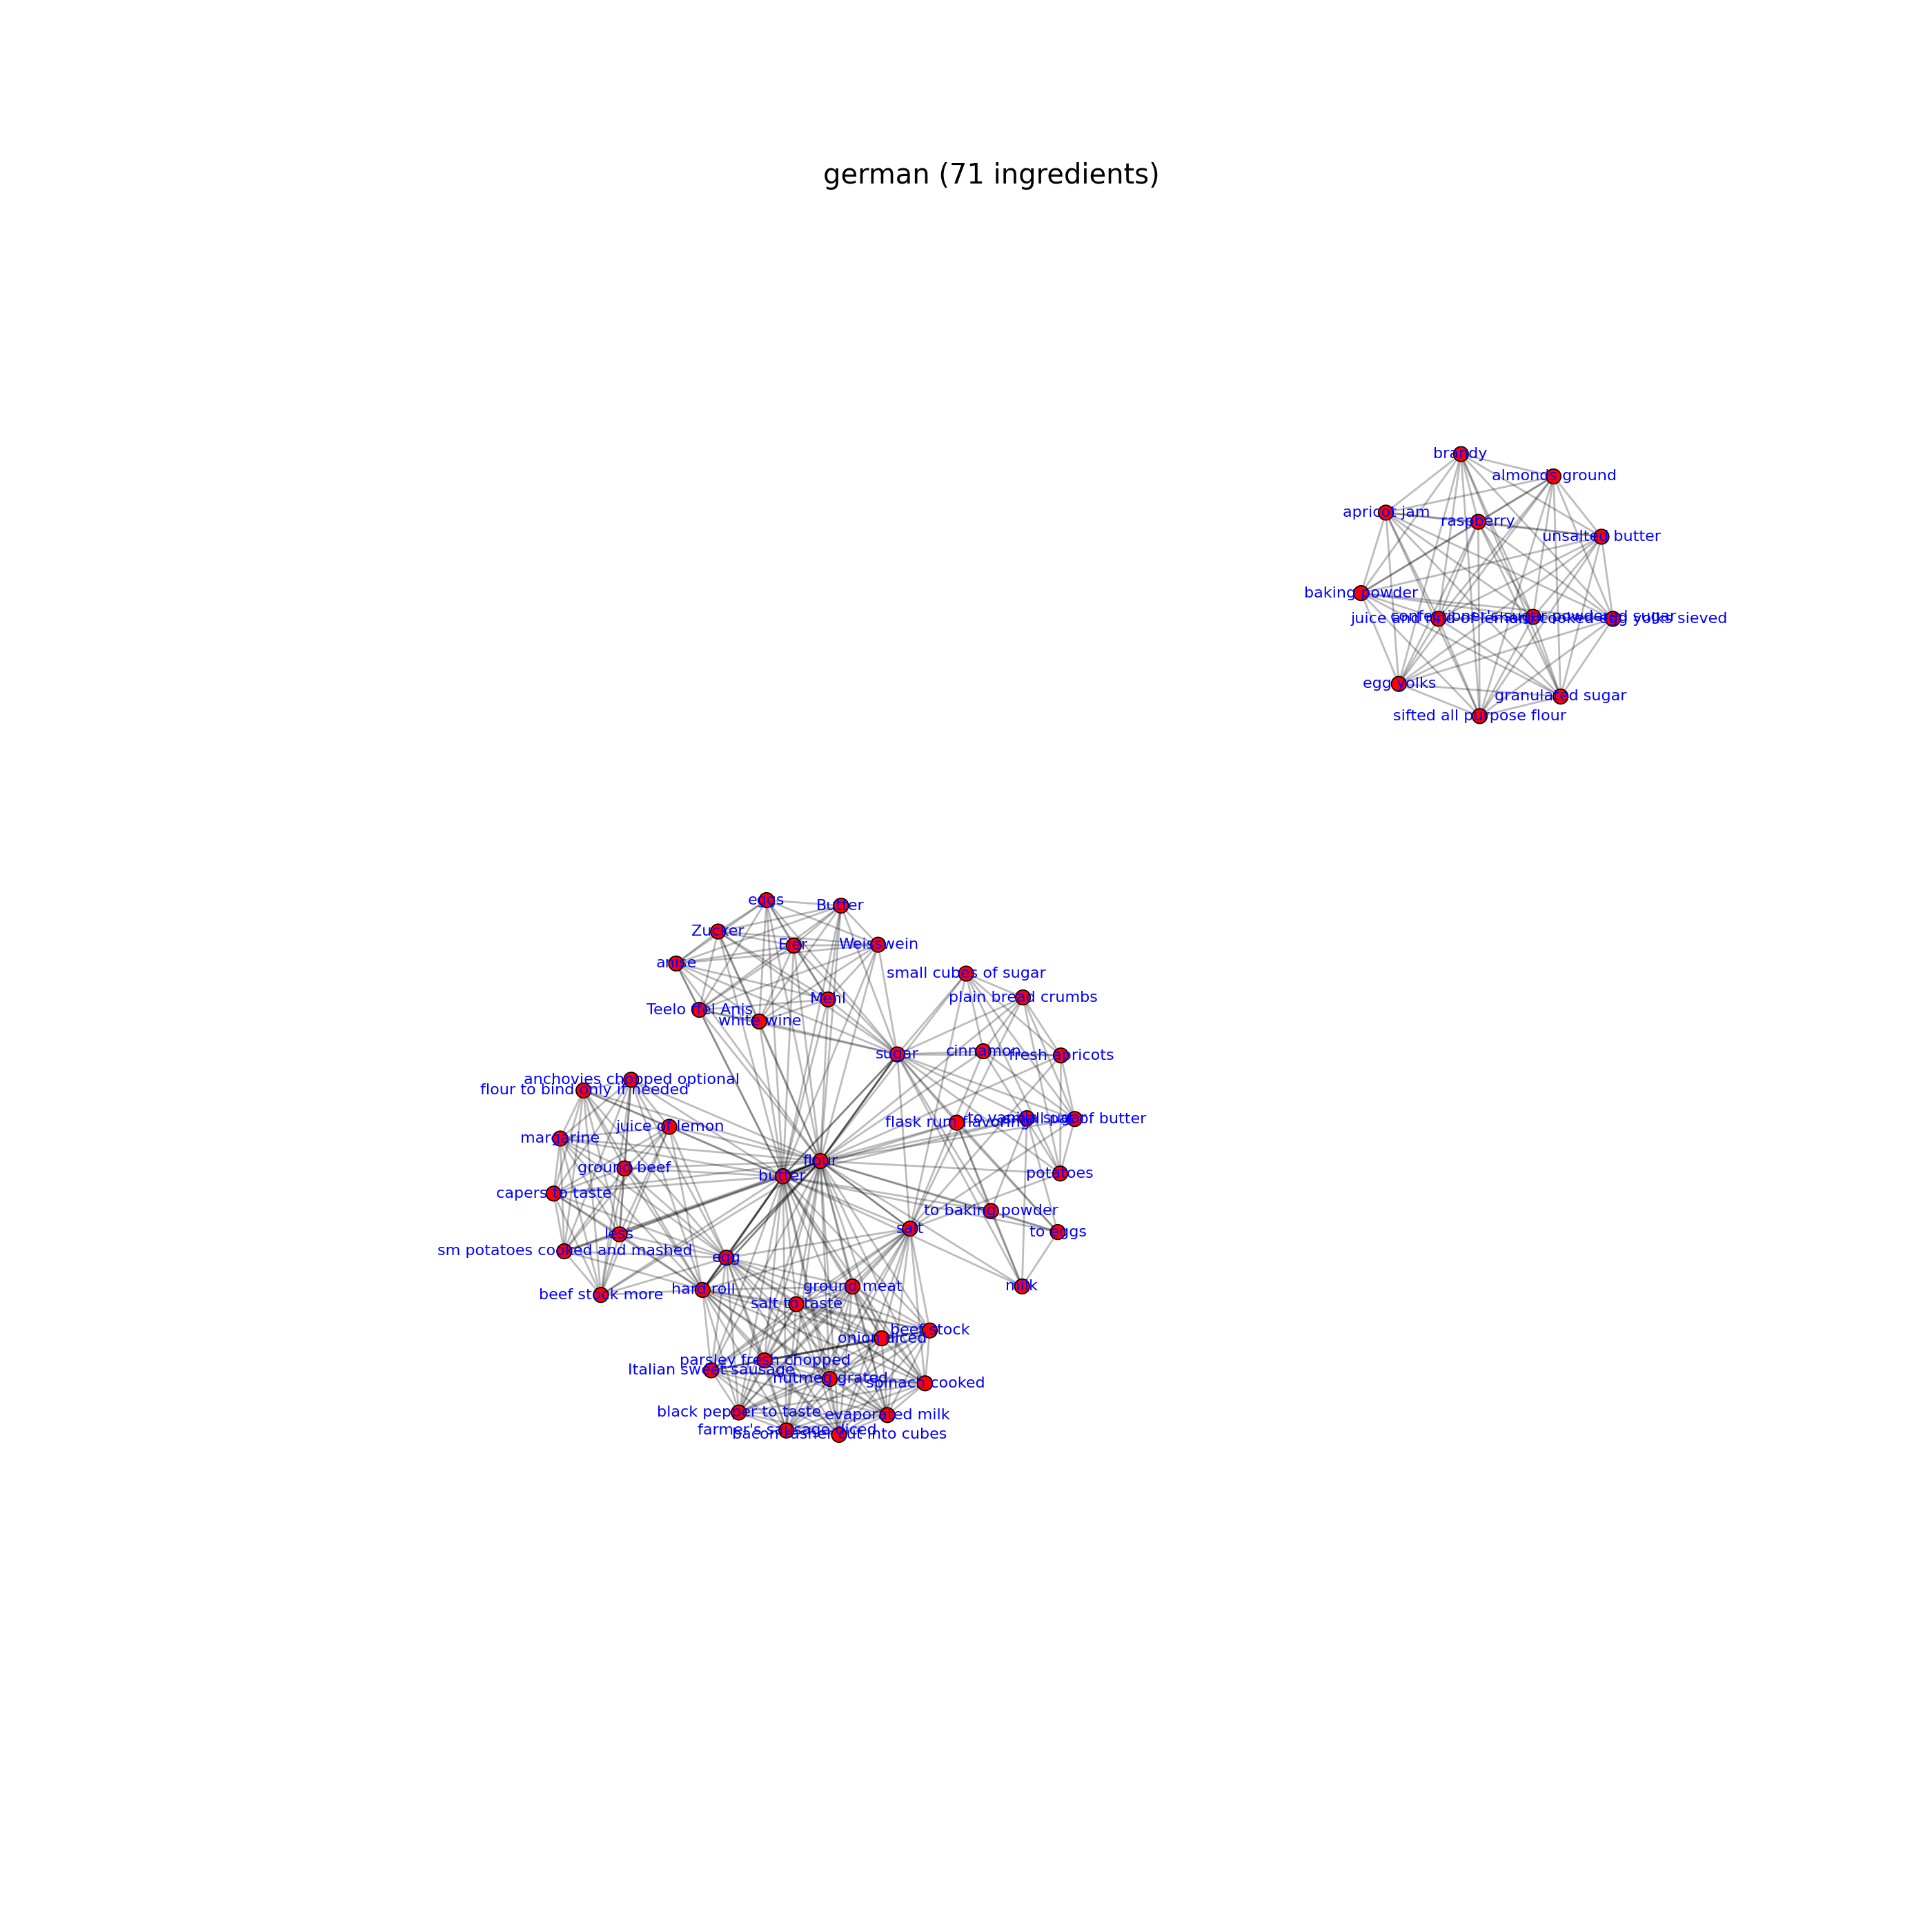 german (71 ingredients)
brandy
almonds ground
apricot jam
raspberry
unsalted butter
baking powder
confectioner's sugar powdered sugar
juice and rind of lemon
cooked egg yolks sieved
egg yolks
granulated sugar
sifted all purpose flour
eggs
Butter
Zucker
Eier
Weisswein
anise
small cubes of sugar
Mehl
plain bread crumbs
Teelo ffel Anis
white wine
sugar
cinnamon
fresh apricots
anchovies chopped optional
flour to bind only if needed
juice of lemon
flask rum flavoring
to vanilla sugar
small pat of butter
margarine
flour
ground beef
butter
potatoes
capers to taste
to baking powder
less
salt
to eggs
sm potatoes cooked and mashed
egg
hard roll
ground meat
milk
beef stock more
salt to taste
beef stock
onion diced
parsley fresh chopped
Italian sweet sausage
nutmeg grated
spinach cooked
black pepper to taste
evaporated milk
farmer's sausage diced
bacon rasher cut into cubes